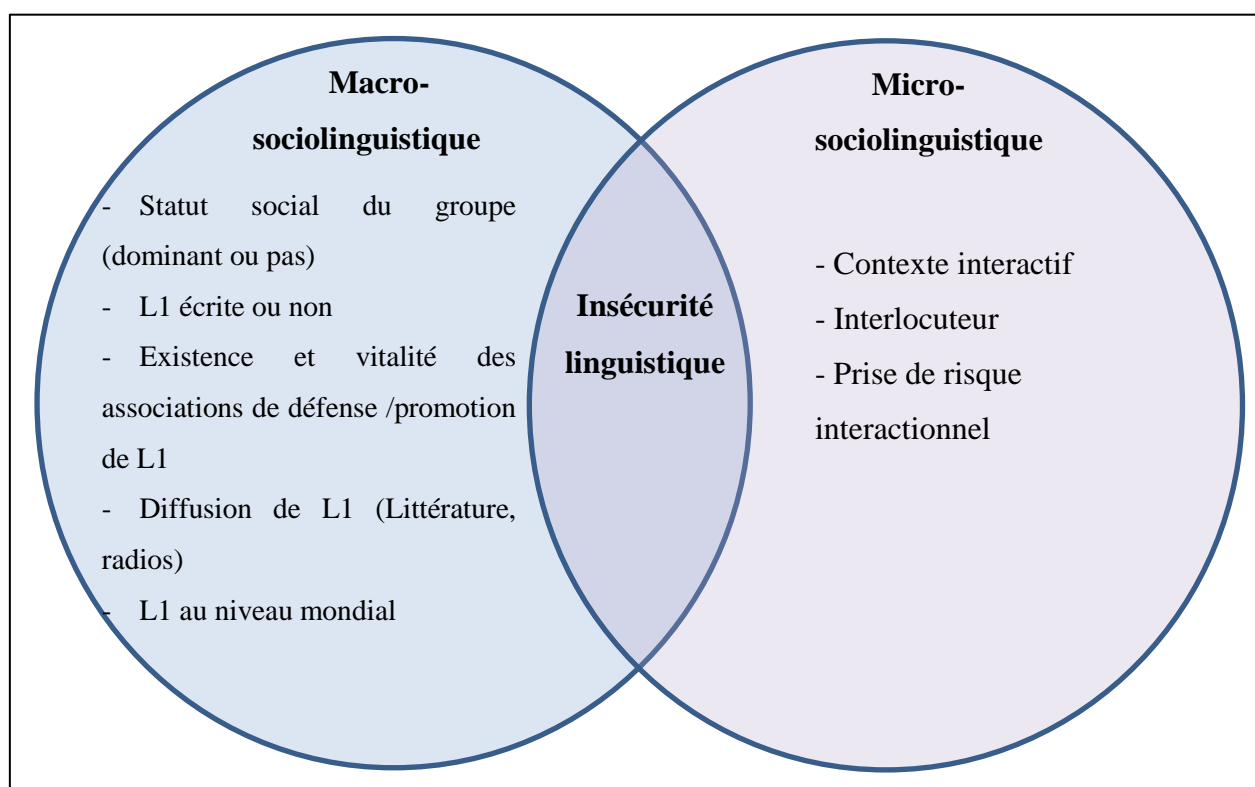 Macro-
sociolinguistique
- Statut social du groupe
(dominant ou pas)
- L1 écrite ou non
- Existence et vitalité des
associations de défense /promotion
de L1
- Diffusion de L1 (Littérature,
radios)
- L1 au niveau mondial
Insécurité
linguistique
Micro-
sociolinguistique
- Contexte interactif
- Interlocuteur
- Prise de risque
interactionnel